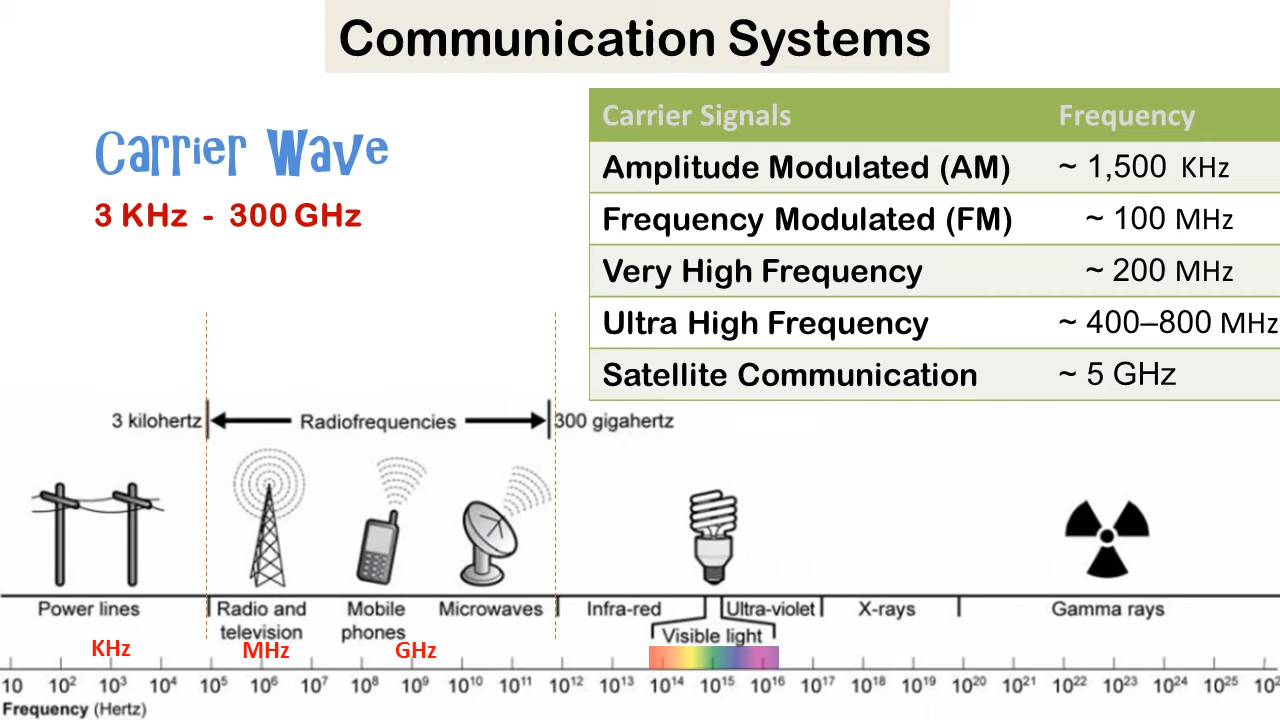 Communication Systems
Carrier Wave
3 KHz - 300 GHz
Carrier Signals Frequency
Amplitude Modulated (AM) ~ 1,500 KHz
Frequency Modulated (FM) ~ 100 MHz
Very High Frequency ~ 200 MHz
Ultra High Frequency ~ 400–800 MHz
Satellite Communication ~ 5 GHz
3 kilohertz Radiofrequencies 300 gigahertz
Power lines Radio and Mobile Microwaves Infra-red Ultra-violet X-rays Gamma rays
television phones Visible light
KHz MHz GHz
10 10² 10³ 10⁴ 10⁵ 10⁶ 10⁷ 10⁸ 10⁹ 10¹⁰ 10¹¹ 10¹² 10¹³ 10¹⁴ 10¹⁵ 10¹⁶ 10¹⁷ 10¹⁸ 10¹⁹ 10²⁰ 10²¹ 10²² 10²³ 10²⁴ 10²⁵
Frequency (Hertz)